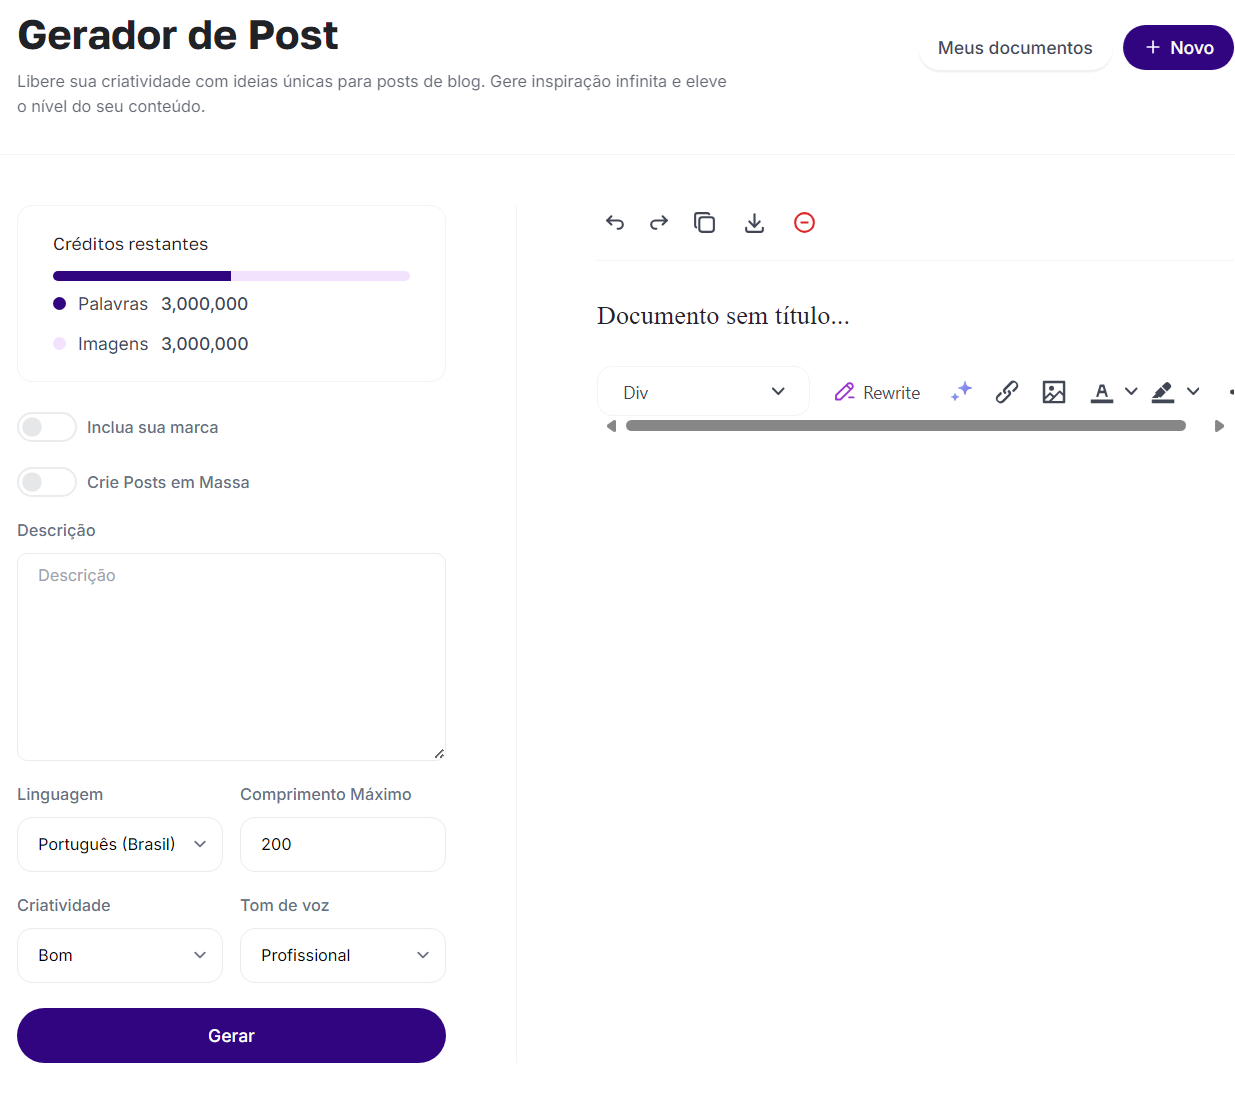 Gerador de Post
Libere sua criatividade com ideias únicas para posts de blog. Gere inspiração infinita e eleve
o nível do seu conteúdo.
Meus documentos
+ Novo
Créditos restantes
Palavras 3,000,000
Imagens 3,000,000
Inclua sua marca
Crie Posts em Massa
Descrição
Descrição
Linguagem
Comprimento Máximo
Português (Brasil)
200
Criatividade
Tom de voz
Bom
Profissional
Gerar
Documento sem título...
Div
Rewrite
A